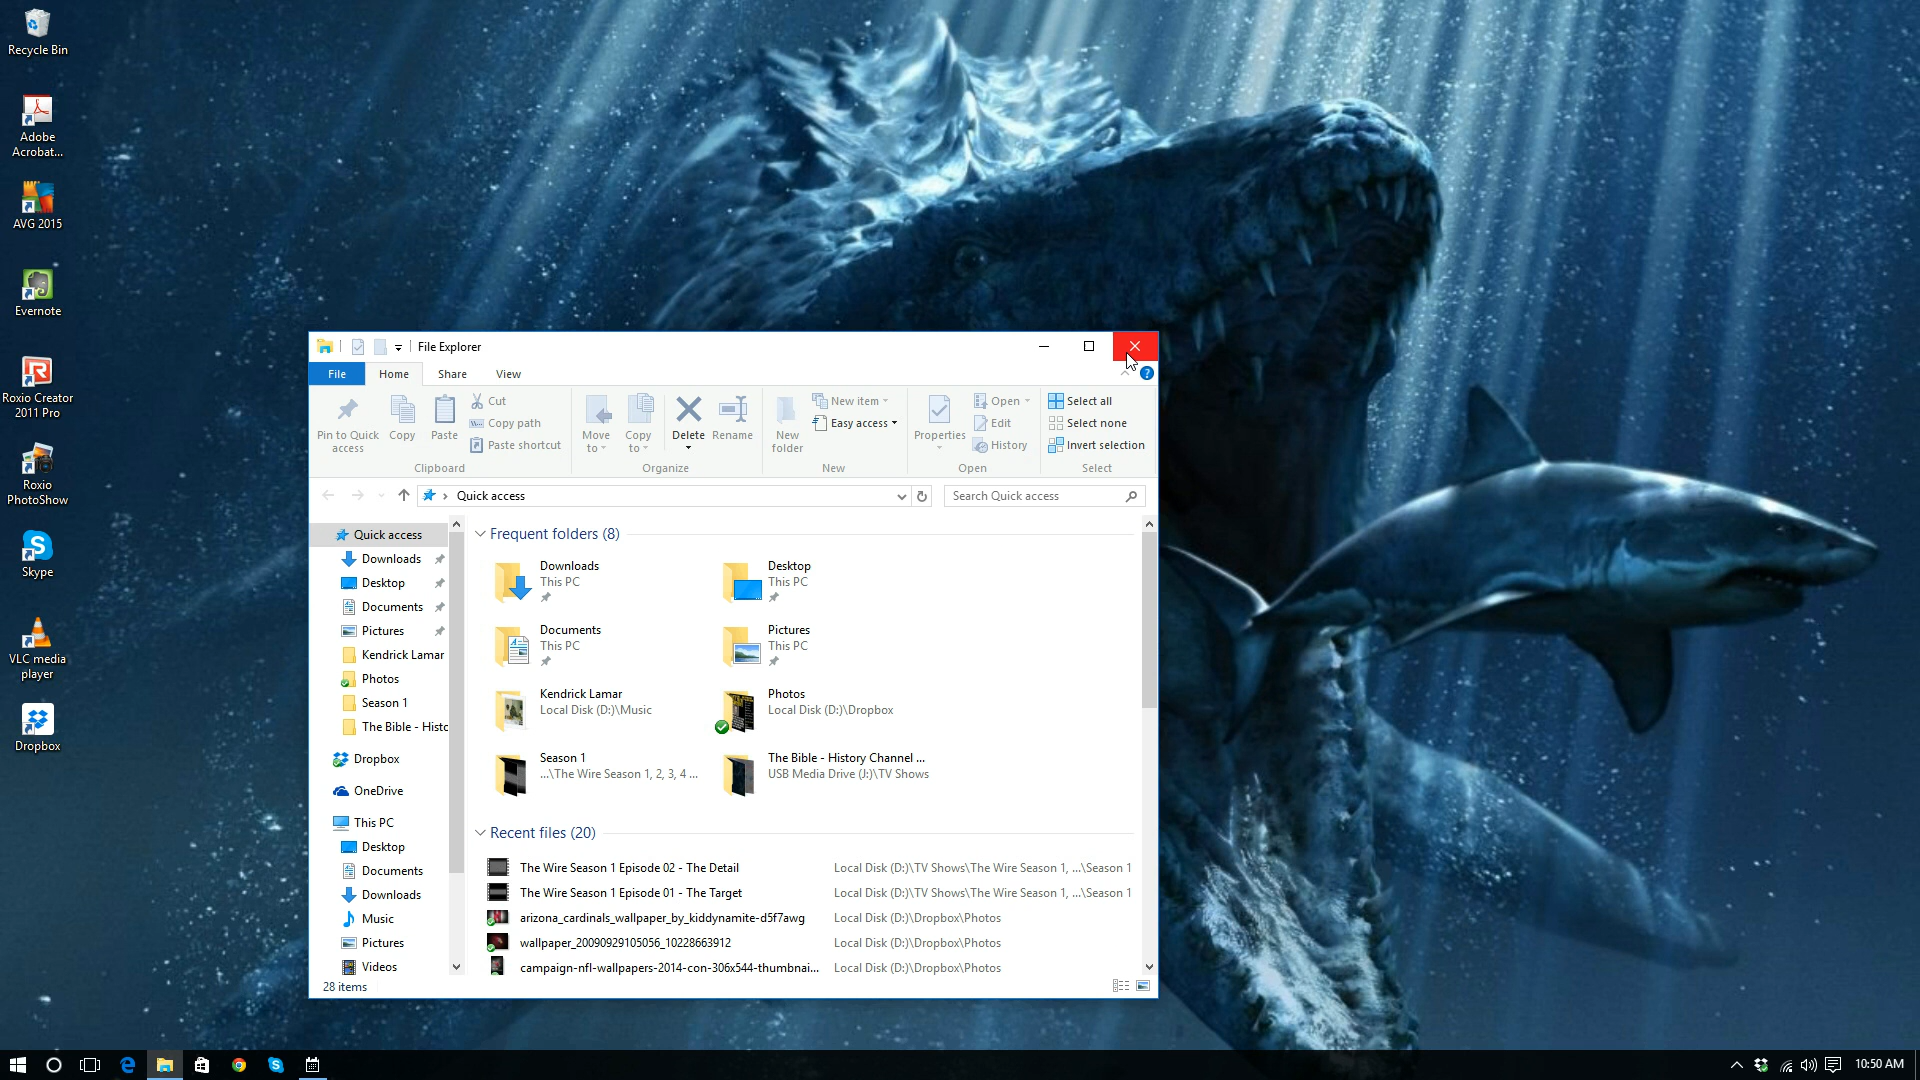 Recycle Bin
Adobe
Acrobat...
AVG 2015
Evernote
Roxio Creator
2011 Pro
Roxio
PhotoShow
Skype
VLC media
player
Dropbox
File Explorer
File Home Share View
Pin to Quick
access
Copy
Paste
Cut
Copy path
Paste shortcut
Clipboard
Move
to
Copy
to
Delete
Rename
Organize
New
folder
New item
Easy access
New
Properties
Open
Edit
History
Open
Select all
Select none
Invert selection
Select
Quick access
Search Quick access
Quick access
Downloads
Desktop
Documents
Pictures
Kendrick Lamar
Photos
Season 1
The Bible - Histo
Dropbox
OneDrive
This PC
Desktop
Documents
Downloads
Music
Pictures
Videos
Frequent folders (8)
Downloads
This PC
Desktop
This PC
Documents
This PC
Pictures
This PC
Kendrick Lamar
Local Disk (D:)\Music
Photos
Local Disk (D:)\Dropbox
Season 1
...\The Wire Season 1, 2, 3, 4 ...
The Bible - History Channel ...
USB Media Drive (J:)\TV Shows
Recent files (20)
The Wire Season 1 Episode 02 - The Detail Local Disk (D:)\TV Shows\The Wire Season 1, ...\Season 1
The Wire Season 1 Episode 01 - The Target Local Disk (D:)\TV Shows\The Wire Season 1, ...\Season 1
arizona_cardinals_wallpaper_by_kiddynamite-d5f7awg Local Disk (D:)\Dropbox\Photos
wallpaper_20090929105056_10228663912 Local Disk (D:)\Dropbox\Photos
campaign-nfl-wallpapers-2014-con-306x544-thumbnai... Local Disk (D:)\Dropbox\Photos
28 items
10:50 AM